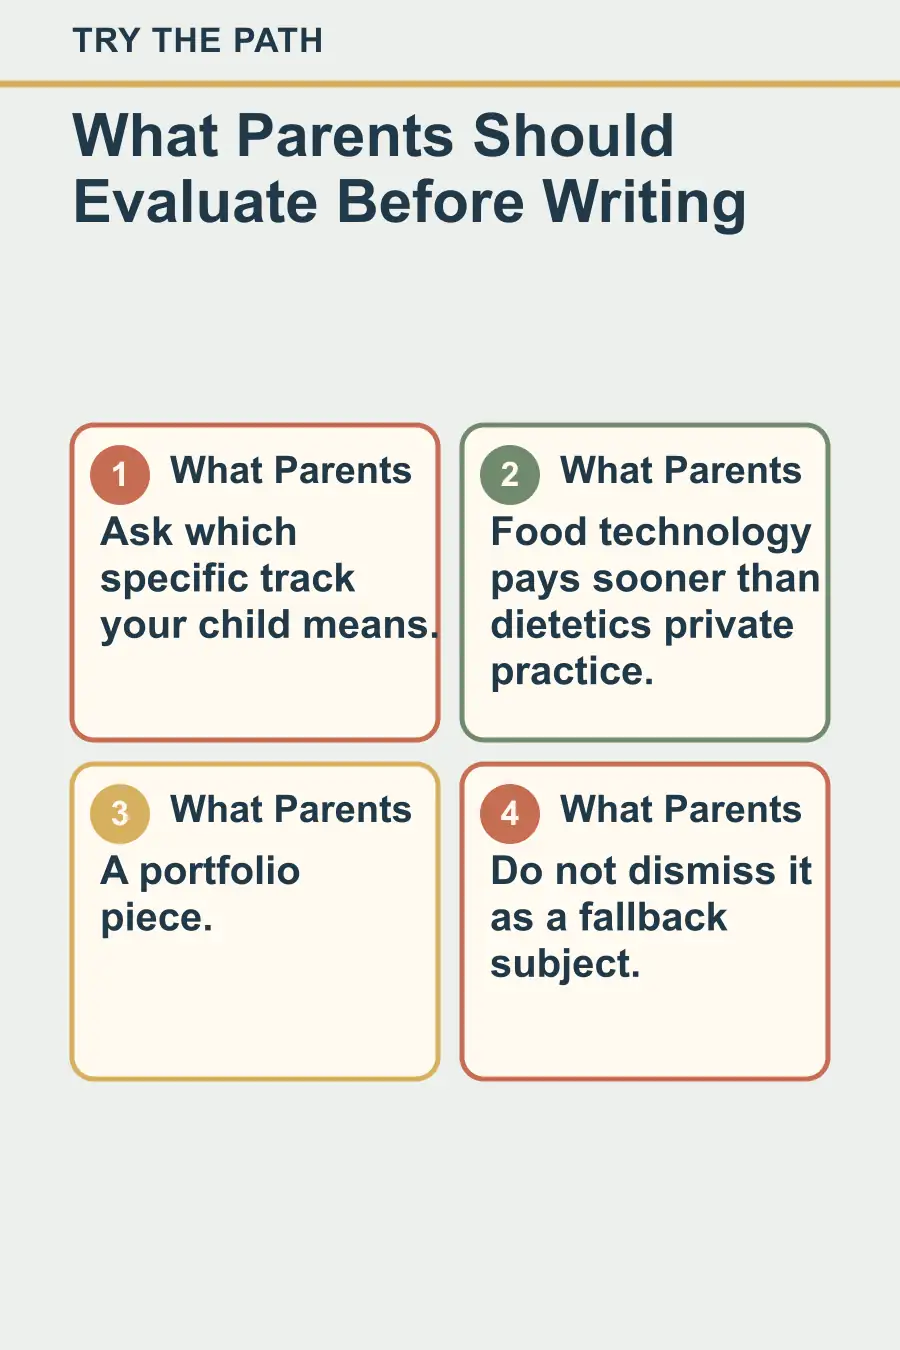 TRY THE PATH
What Parents Should
Evaluate Before Writing
1 What Parents
Ask which
specific track
your child means.
2 What Parents
Food technology
pays sooner than
dietetics private
practice.
3 What Parents
A portfolio
piece.
4 What Parents
Do not dismiss it
as a fallback
subject.